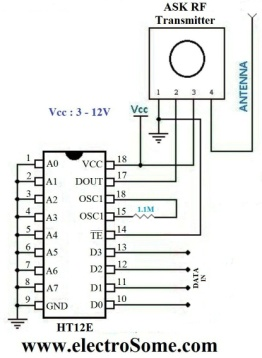 ASK RF
Transmitter
1 2 3 4
ANTENNA
Vcc : 3 - 12V
Vcc
1 A0 VCC 18
2 A1 DOUT 17
3 A2 OSC1 18
4 A3 OSC1 15 1.1M
5 A4 TE 14
6 A5 D3 13
7 A6 D2 12
8 A7 D1 11
9 GND D0 10
DATA
IN
HT12E
www.electroSome.com